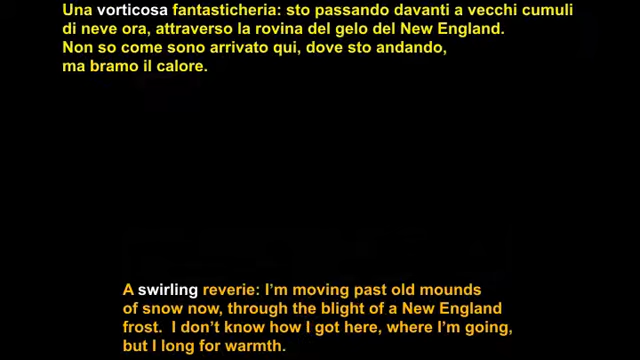 Una vorticosa fantasticheria: sto passando davanti a vecchi cumuli
di neve ora, attraverso la rovina del gelo del New England.
Non so come sono arrivato qui, dove sto andando,
ma bramo il calore.
A swirling reverie: I'm moving past old mounds
of snow now, through the blight of a New England
frost. I don't know how I got here, where I'm going,
but I long for warmth.